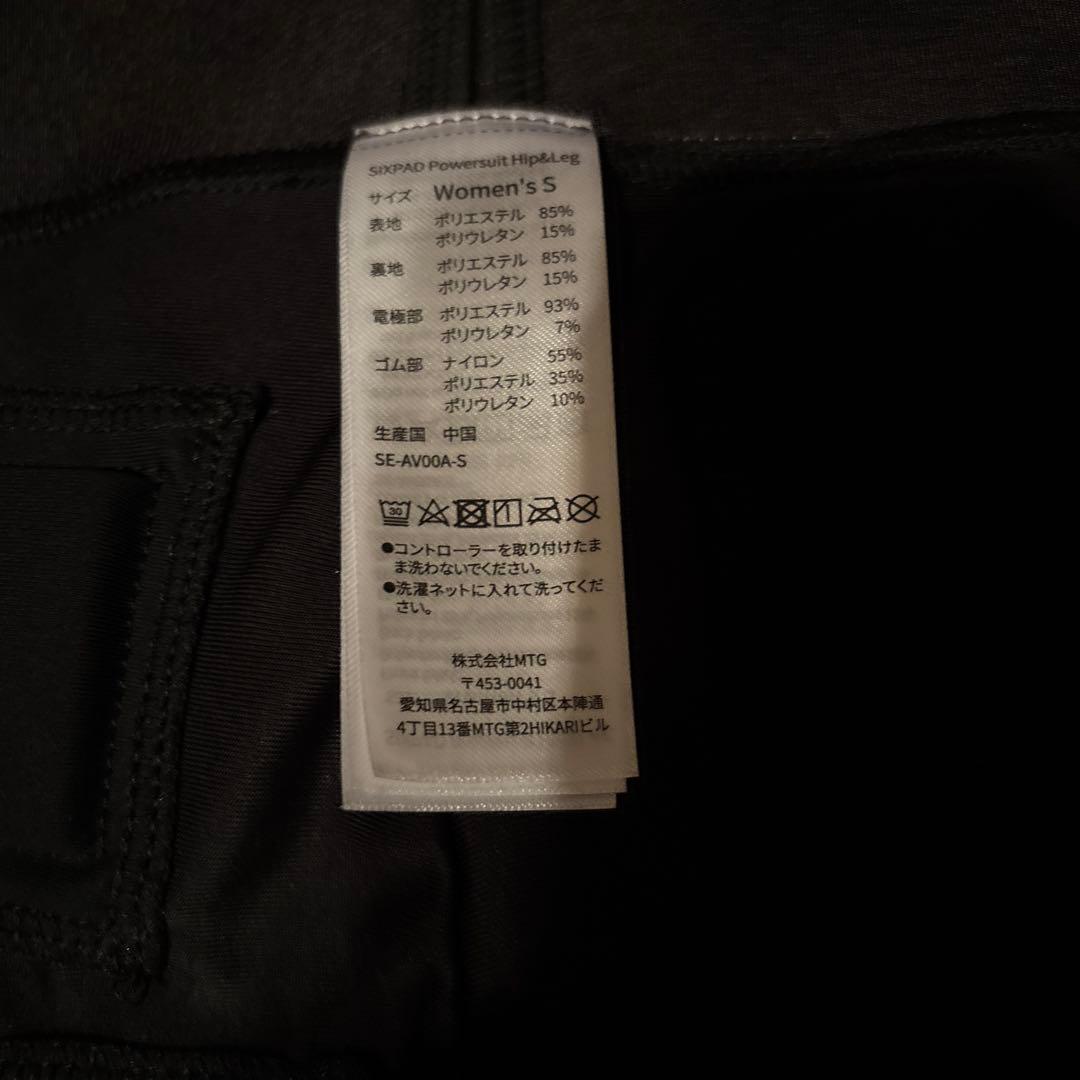 SIXPAD Powersuit Hip&Leg
サイズ Women's S
表地 ポリエステル 85%
ポリウレタン 15%
裏地 ポリエステル 85%
ポリウレタン 15%
電極部 ポリエステル 93%
ポリウレタン 7%
ゴム部 ナイロン 55%
ポリエステル 35%
ポリウレタン 10%
生産国 中国
SE-AV00A-S
30
●コントローラーを取り付けたま
ま洗わないでください。
●洗濯ネットに入れて洗ってくだ
さい。
株式会社MTG
〒453-0041
愛知県名古屋市中村区本陣通
4丁目13番MTG第2HIKARIビル